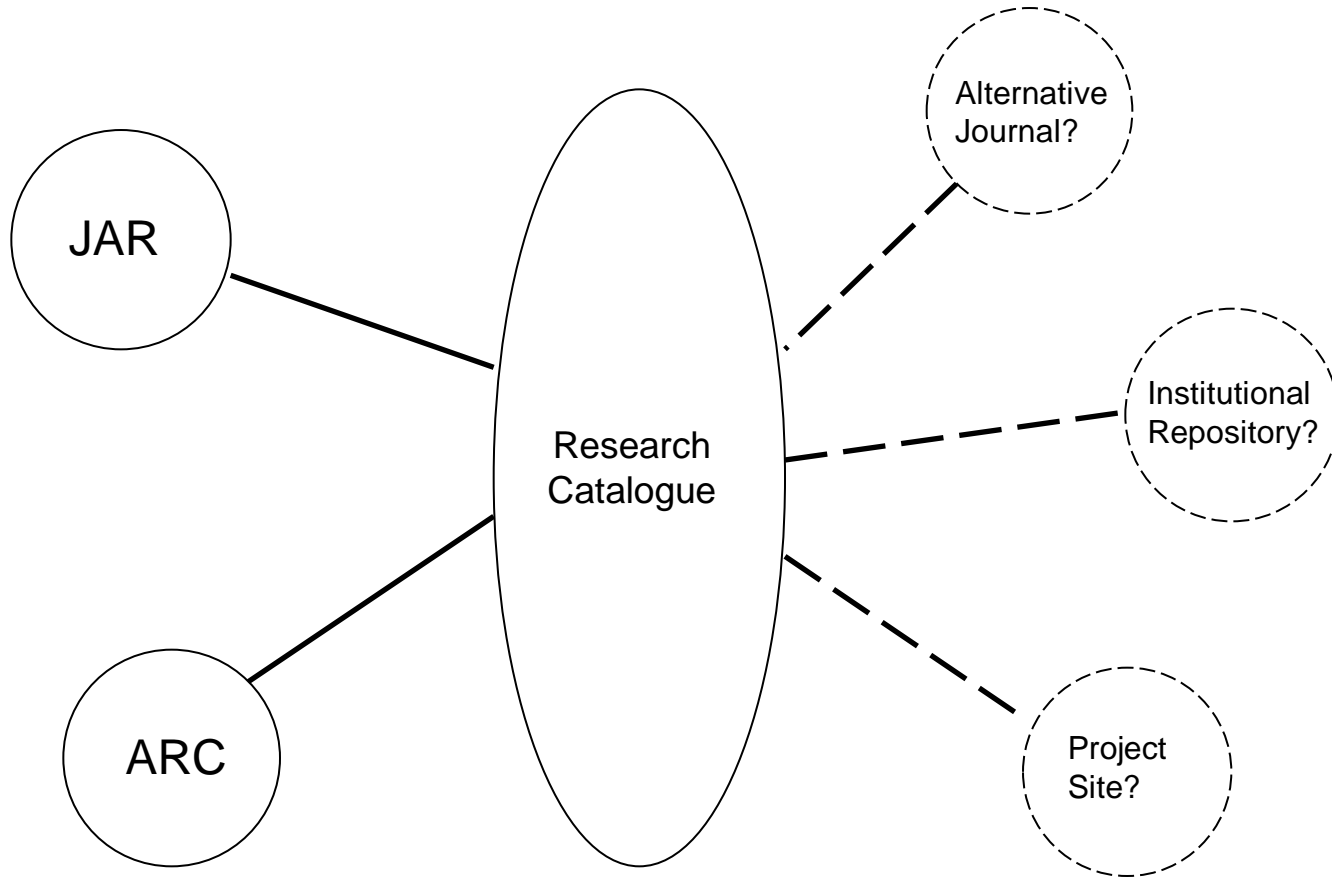 JAR
ARC
Research
Catalogue
Alternative
Journal?
Institutional
Repository?
Project
Site?